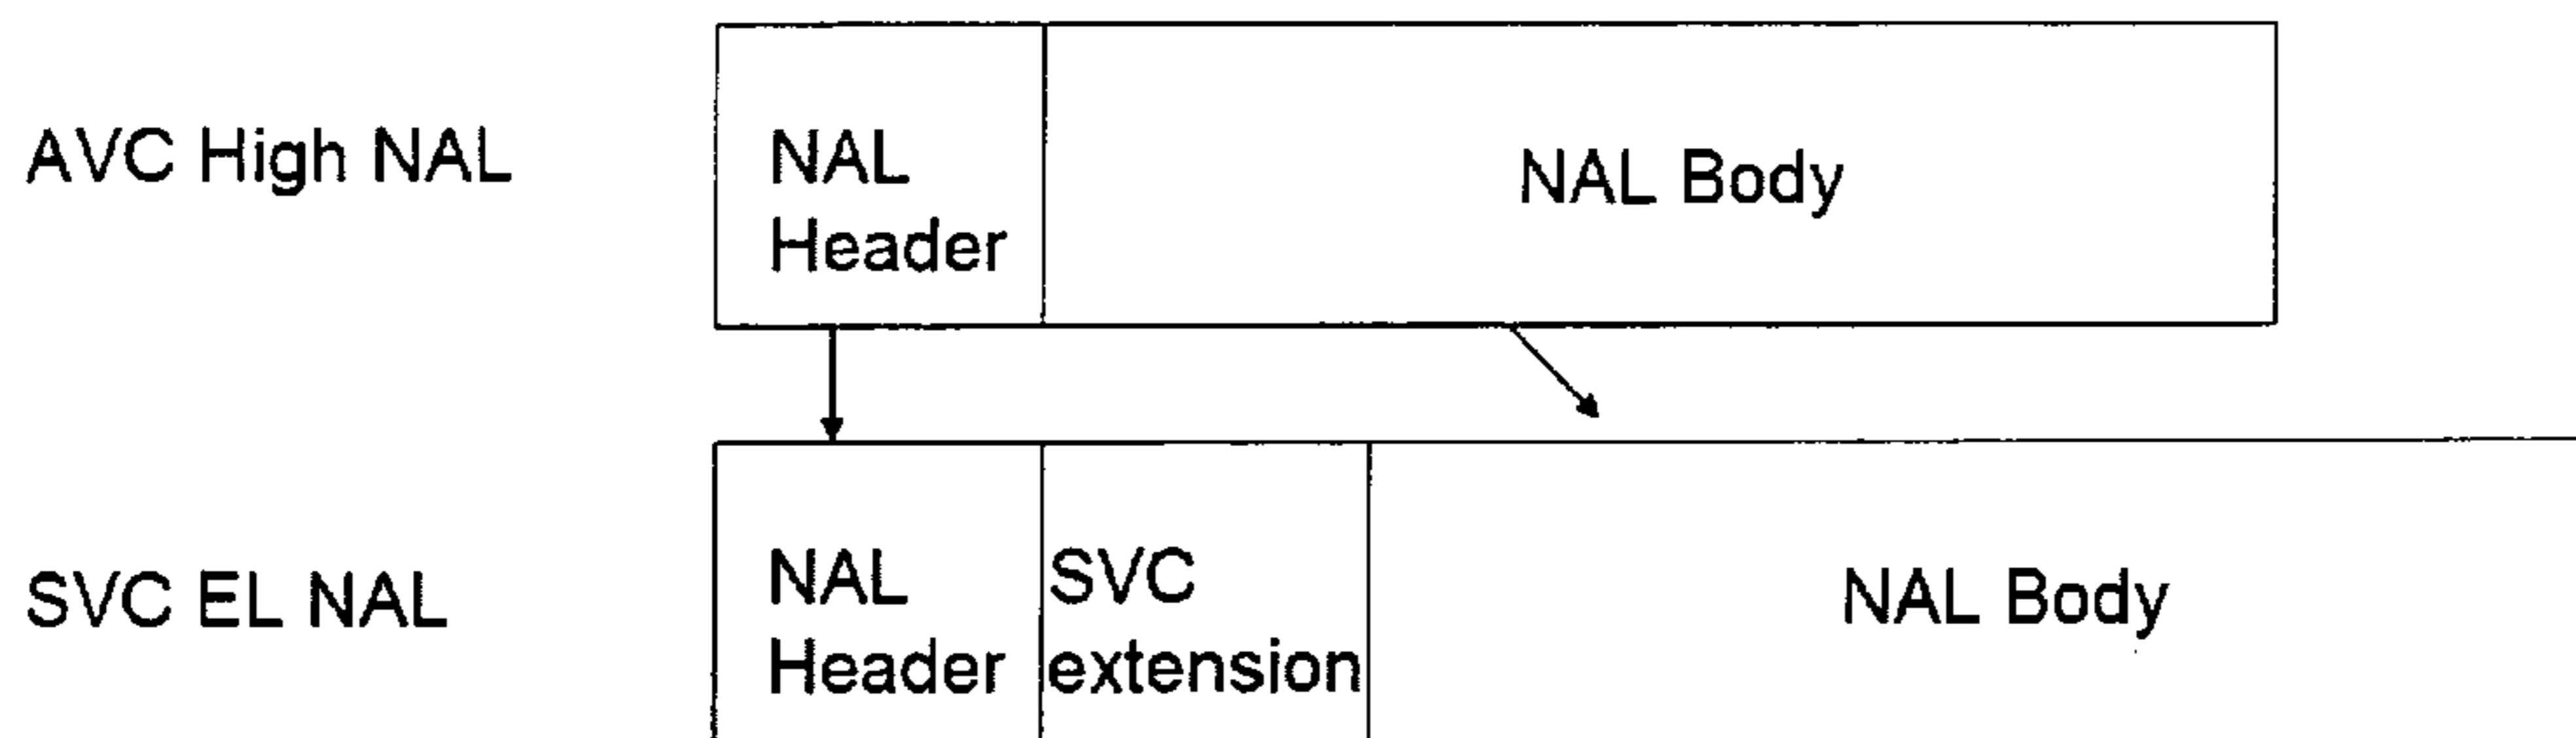 AVC High NAL
NAL
Header
NAL Body
SVC EL NAL
NAL
Header
SVC
extension
NAL Body